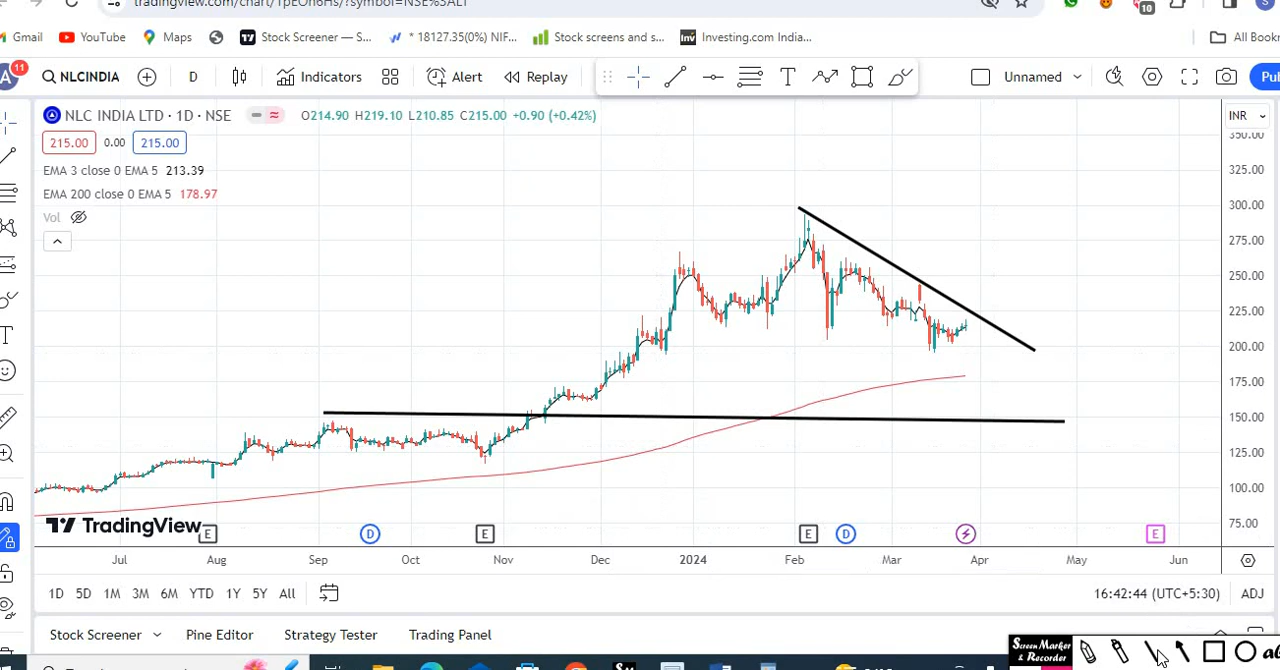 tradingview.com/chart/1pEOh6Hs/?symbol=NSE%3ALT
10
S
Gmail YouTube Maps Stock Screener — S... * 18127.35(0%) NIF... Stock screens and s... Investing.com India... All Book
A 11 NLCINDIA D Indicators Alert Replay Unnamed Pu
NLC INDIA LTD · 1D · NSE O214.90 H219.10 L210.85 C215.00 +0.90 (+0.42%) INR
215.00 0.00 215.00
EMA 3 close 0 EMA 5 213.39
EMA 200 close 0 EMA 5 178.97
Vol
350.00
325.00
300.00
275.00
250.00
225.00
200.00
175.00
150.00
125.00
100.00
75.00
TradingView
E D E E D E
Jul Aug Sep Oct Nov Dec 2024 Feb Mar Apr May Jun
1D 5D 1M 3M 6M YTD 1Y 5Y All 16:42:44 (UTC+5:30) ADJ
Stock Screener Pine Editor Strategy Tester Trading Panel
Screen Marker
& Recorder